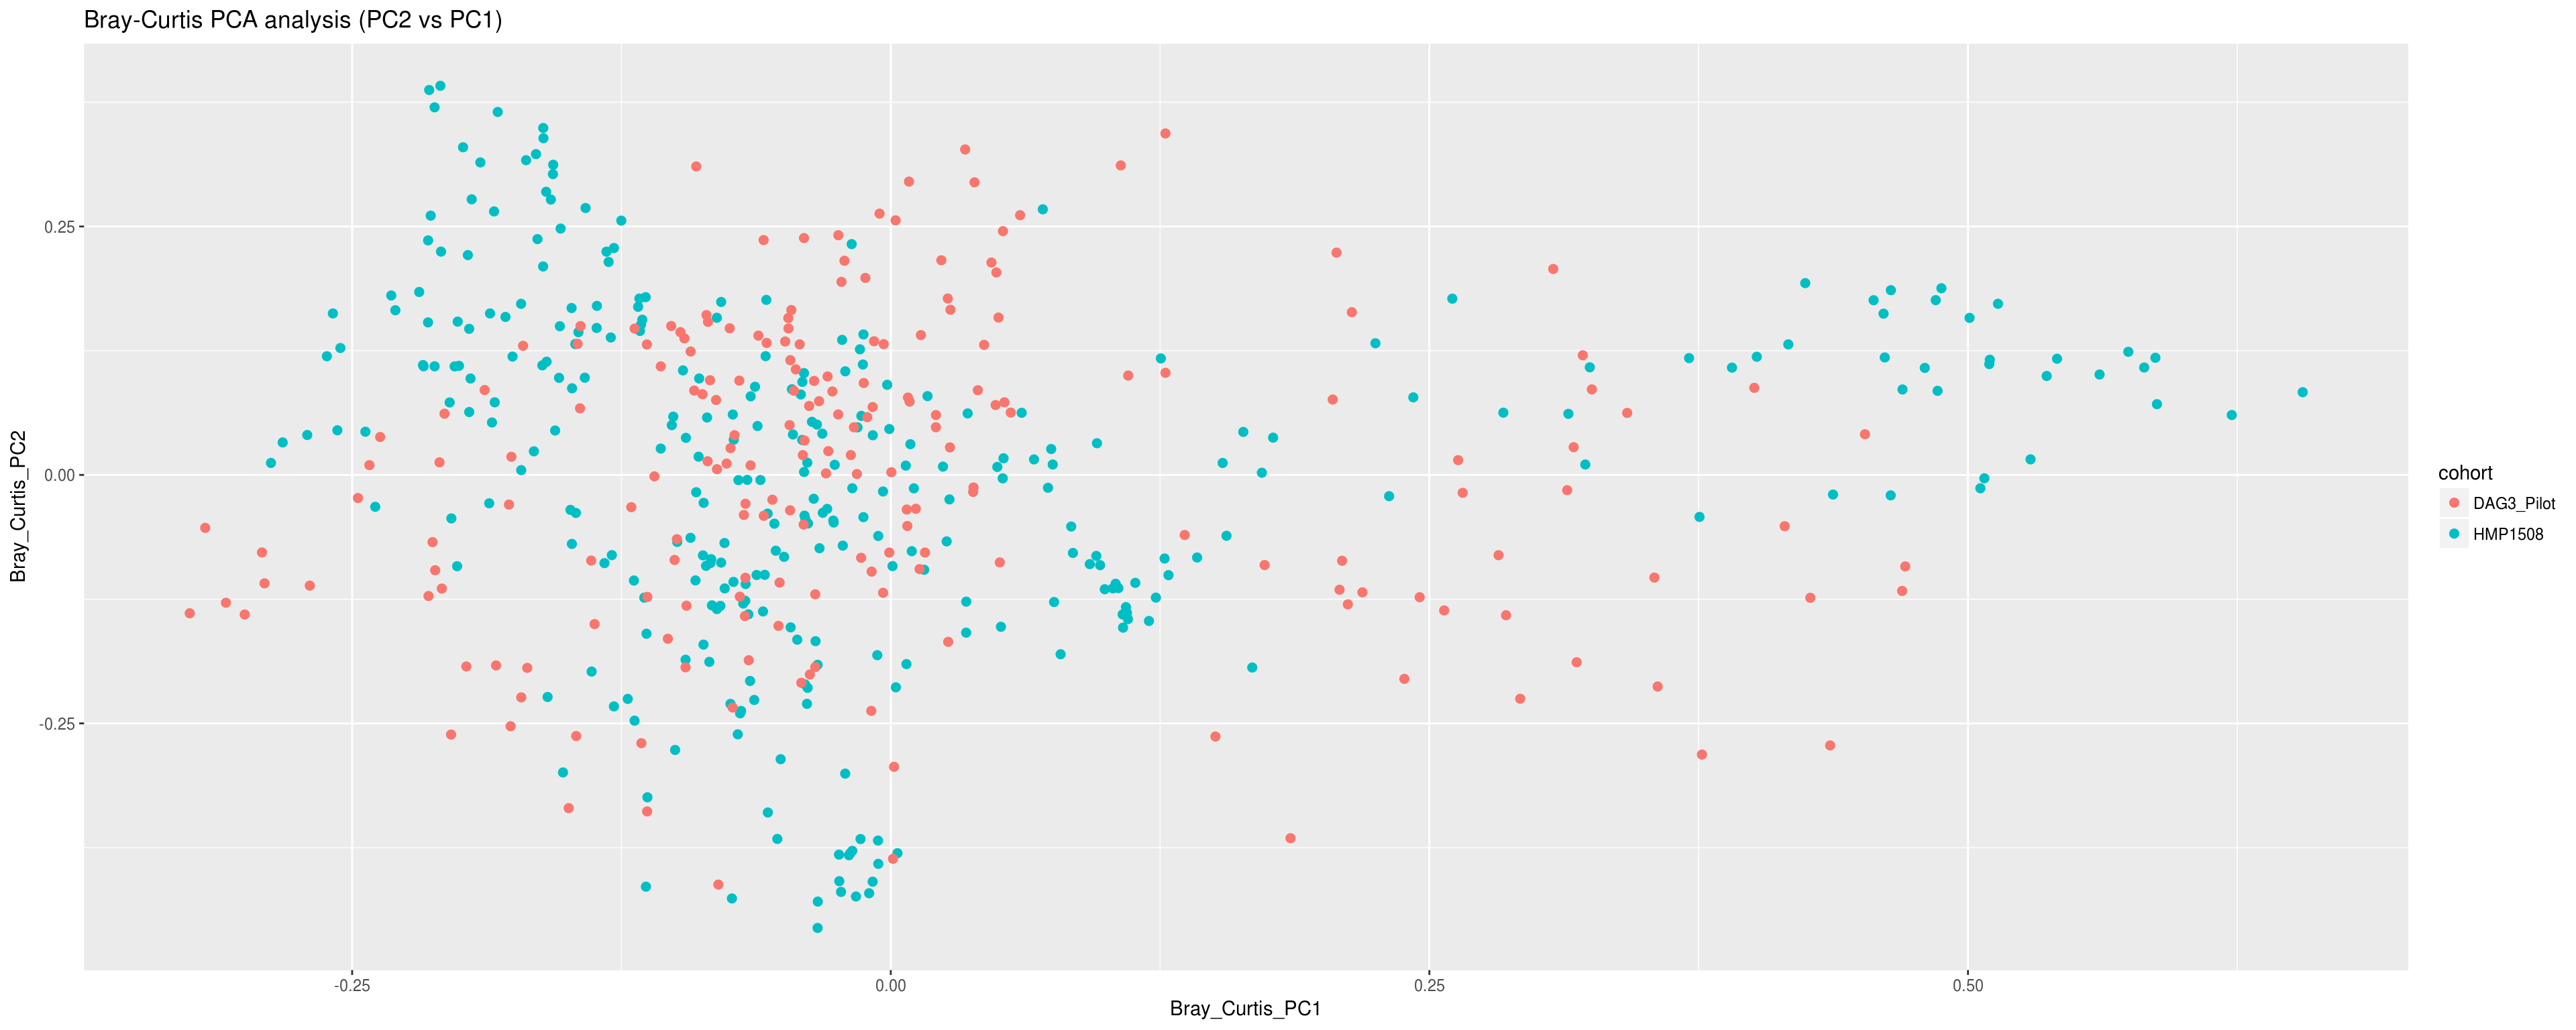 Bray-Curtis PCA analysis (PC2 vs PC1)
Bray_Curtis_PC2
0.25
0.00
-0.25
-0.25
0.00
0.25
0.50
Bray_Curtis_PC1
cohort
DAG3_Pilot
HMP1508